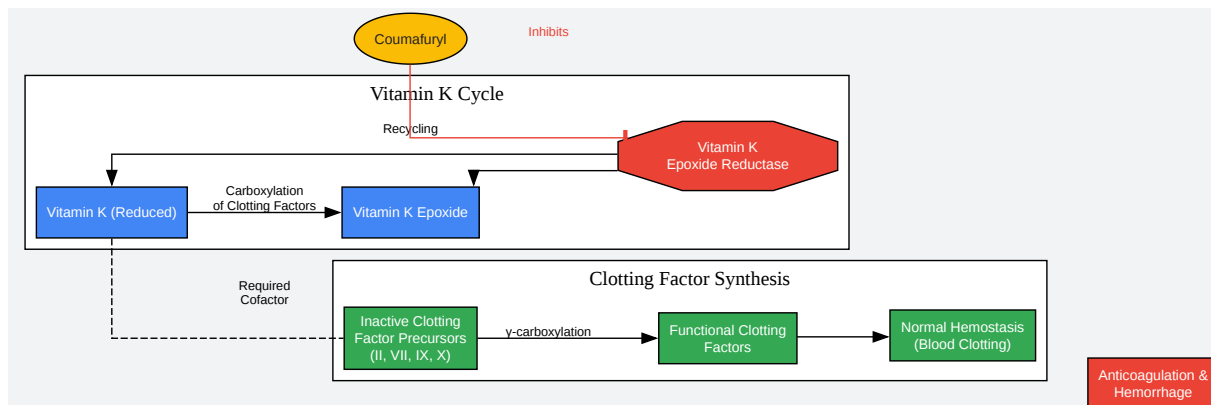 Coumafuryl
Inhibits
Vitamin K Cycle
Recycling
Vitamin K
Epoxide Reductase
Vitamin K (Reduced)
Carboxylation
of Clotting Factors
Vitamin K Epoxide
Required
Cofactor
Clotting Factor Synthesis
Inactive Clotting
Factor Precursors
(II, VII, IX, X)
γ-carboxylation
Functional Clotting
Factors
Normal Hemostasis
(Blood Clotting)
Anticoagulation &
Hemorrhage